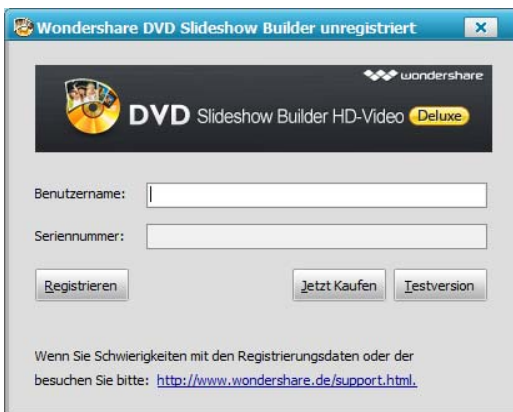 Wondershare DVD Slideshow Builder unregistriert
wondershare
DVD Slideshow Builder HD-Video Deluxe
Benutzername:
Seriennummer:
Registrieren Jetzt Kaufen Testversion
Wenn Sie Schwierigkeiten mit den Registrierungsdaten oder der
besuchen Sie bitte: http://www.wondershare.de/support.html.